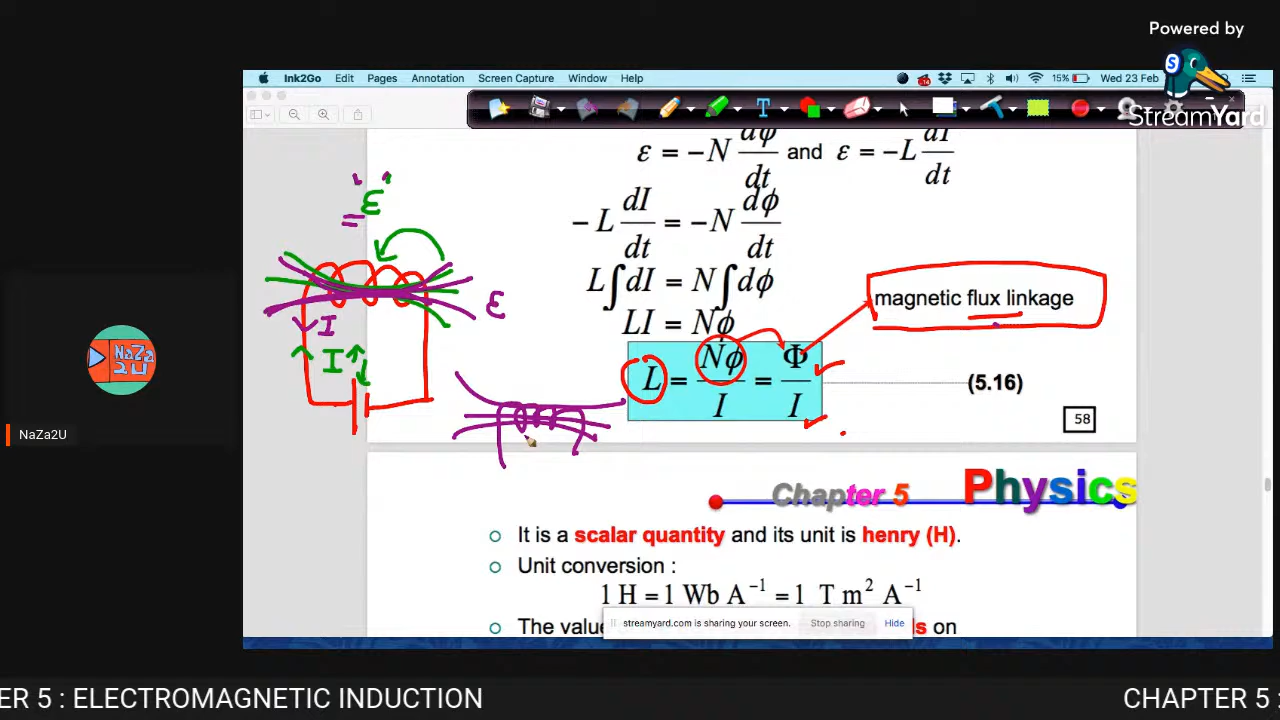 Powered by
StreamYard
Ink2Go Edit Pages Annotation Screen Capture Window Help 15% Wed 23 Feb
ε = −N dφ/dt and ε = −L dI/dt
− L dI/dt = −N dφ/dt
L∫dI = N∫dφ
LI = Nφ
magnetic flux linkage
L = Nφ/I = Φ/I (5.16)
58
"ε"
ε
I
I
NaZa
2U
NaZa2U
Chapter 5 Physics
It is a scalar quantity and its unit is henry (H).
Unit conversion :
1 H = 1 Wb A⁻¹ = 1 T m² A⁻¹
The value
s on
streamyard.com is sharing your screen. Stop sharing Hide
ER 5 : ELECTROMAGNETIC INDUCTION CHAPTER 5 :